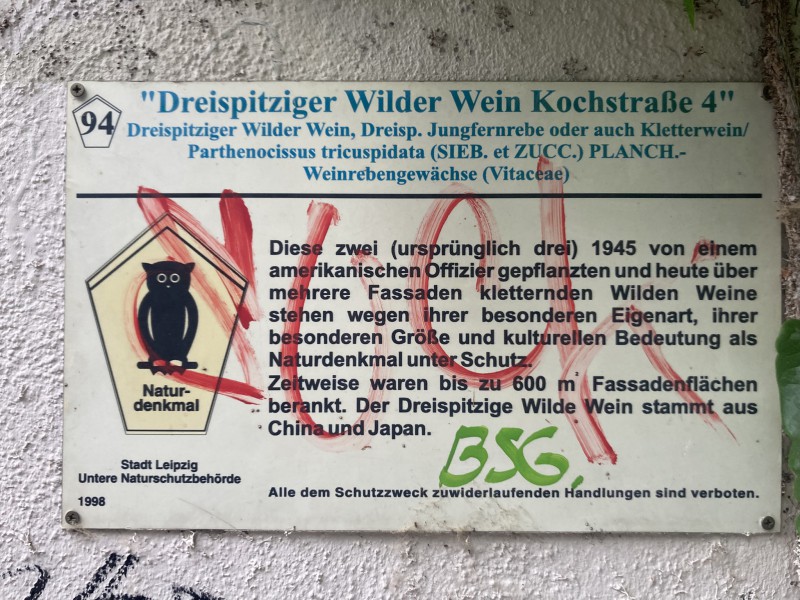 94
"Dreispitziger Wilder Wein Kochstraße 4"
Dreispitziger Wilder Wein, Dreisp. Jungfernrebe oder auch Kletterwein/
Parthenocissus tricuspidata (SIEB. et ZUCC.) PLANCH.-
Weinrebengewächse (Vitaceae)
Diese zwei (ursprünglich drei) 1945 von einem
amerikanischen Offizier gepflanzten und heute über
mehrere Fassaden kletternden Wilden Weine
stehen wegen ihrer besonderen Eigenart, ihrer
besonderen Größe und kulturellen Bedeutung als
Naturdenkmal unter Schutz.
Zeitweise waren bis zu 600 m² Fassadenflächen
berankt. Der Dreispitzige Wilde Wein stammt aus
China und Japan.
Natur-
denkmal
BSG
Stadt Leipzig
Untere Naturschutzbehörde
1998
Alle dem Schutzzweck zuwiderlaufenden Handlungen sind verboten.